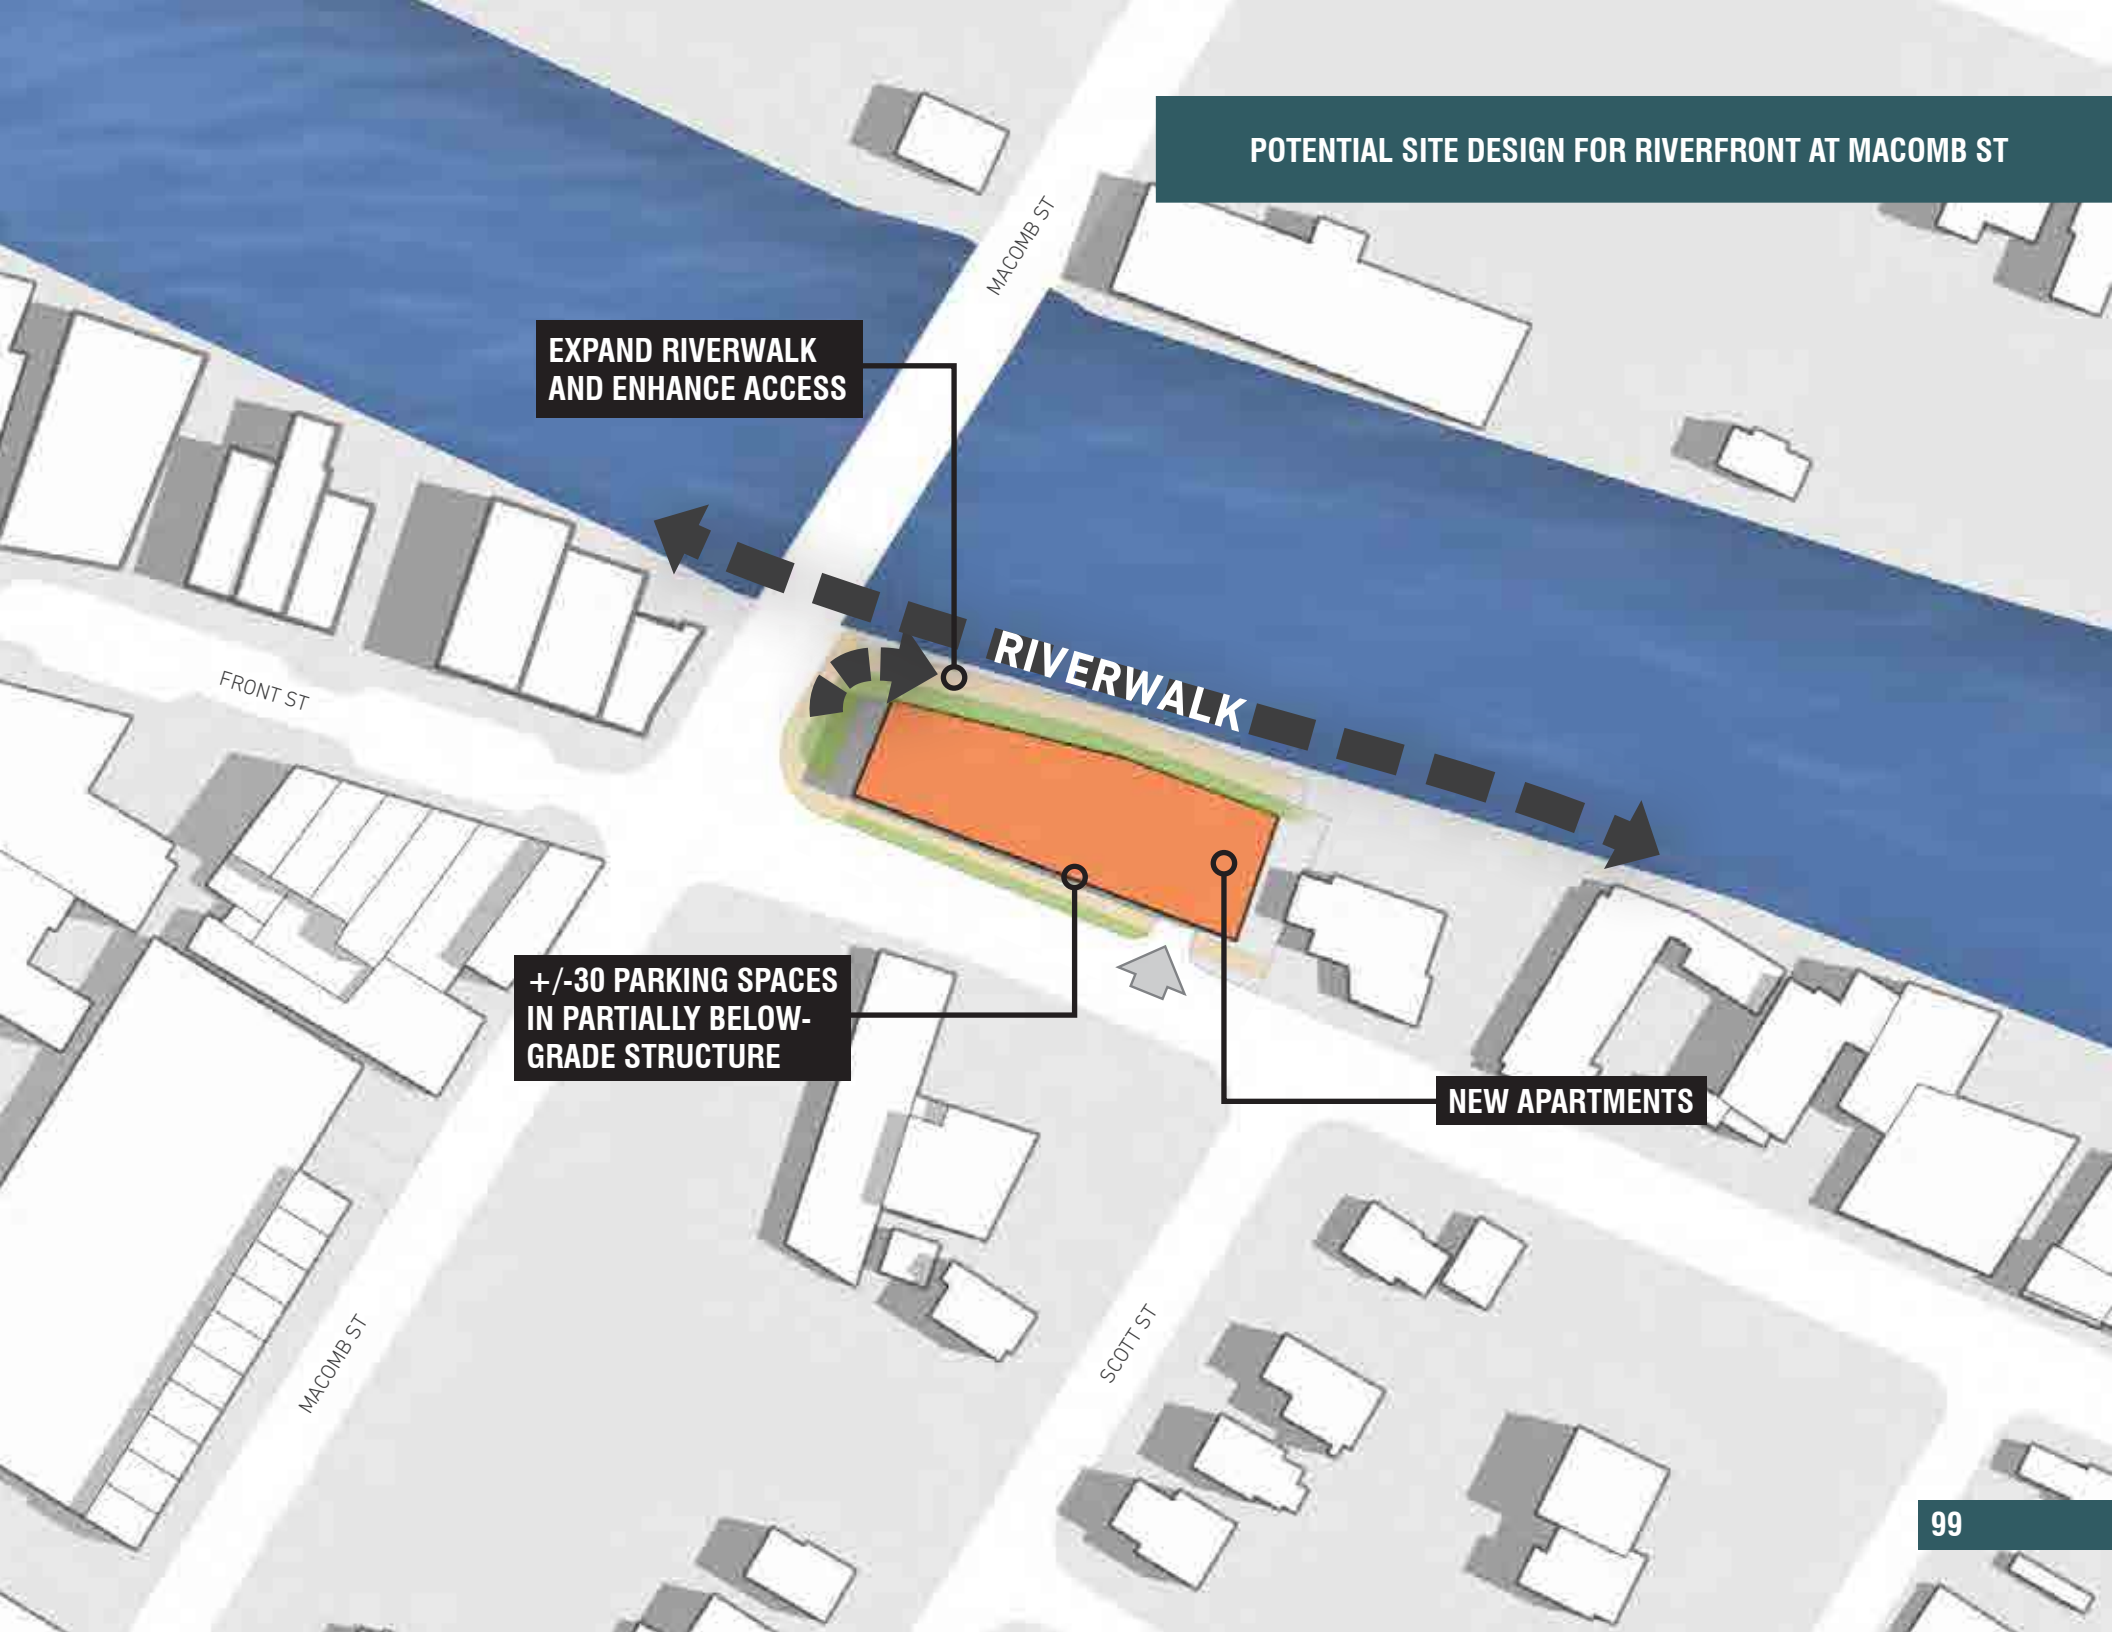 POTENTIAL SITE DESIGN FOR RIVERFRONT AT MACOMB ST
MACOMB ST
EXPAND RIVERWALK
AND ENHANCE ACCESS
RIVERWALK
FRONT ST
+/-30 PARKING SPACES
IN PARTIALLY BELOW-
GRADE STRUCTURE
NEW APARTMENTS
MACOMB ST
SCOTT ST
99